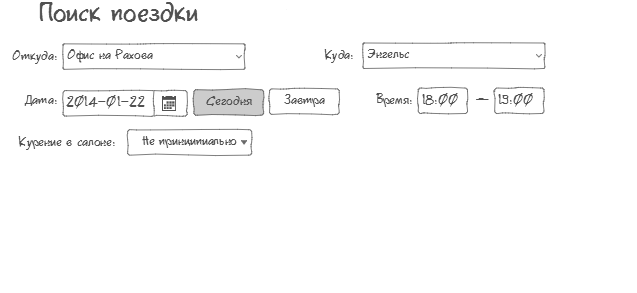 Поиск поездки
Откуда: Офис на Рахова Куда: Энгельс
Дата: 2014-01-22 Сегодня Завтра Время: 18:00 — 19:00
Курение в салоне: Не принципиально